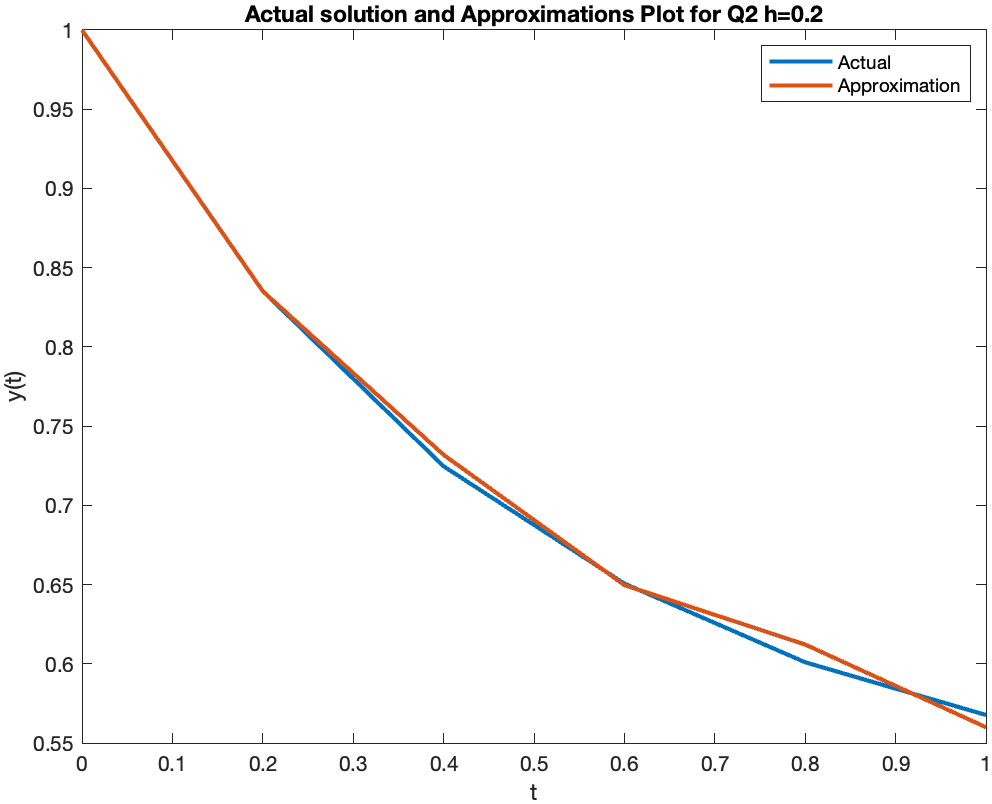 Actual solution and Approximations Plot for Q2 h=0.2
Actual
Approximation
1
0.95
0.9
0.85
0.8
0.75
0.7
0.65
0.6
0.55
y(t)
0 0.1 0.2 0.3 0.4 0.5 0.6 0.7 0.8 0.9 1
t